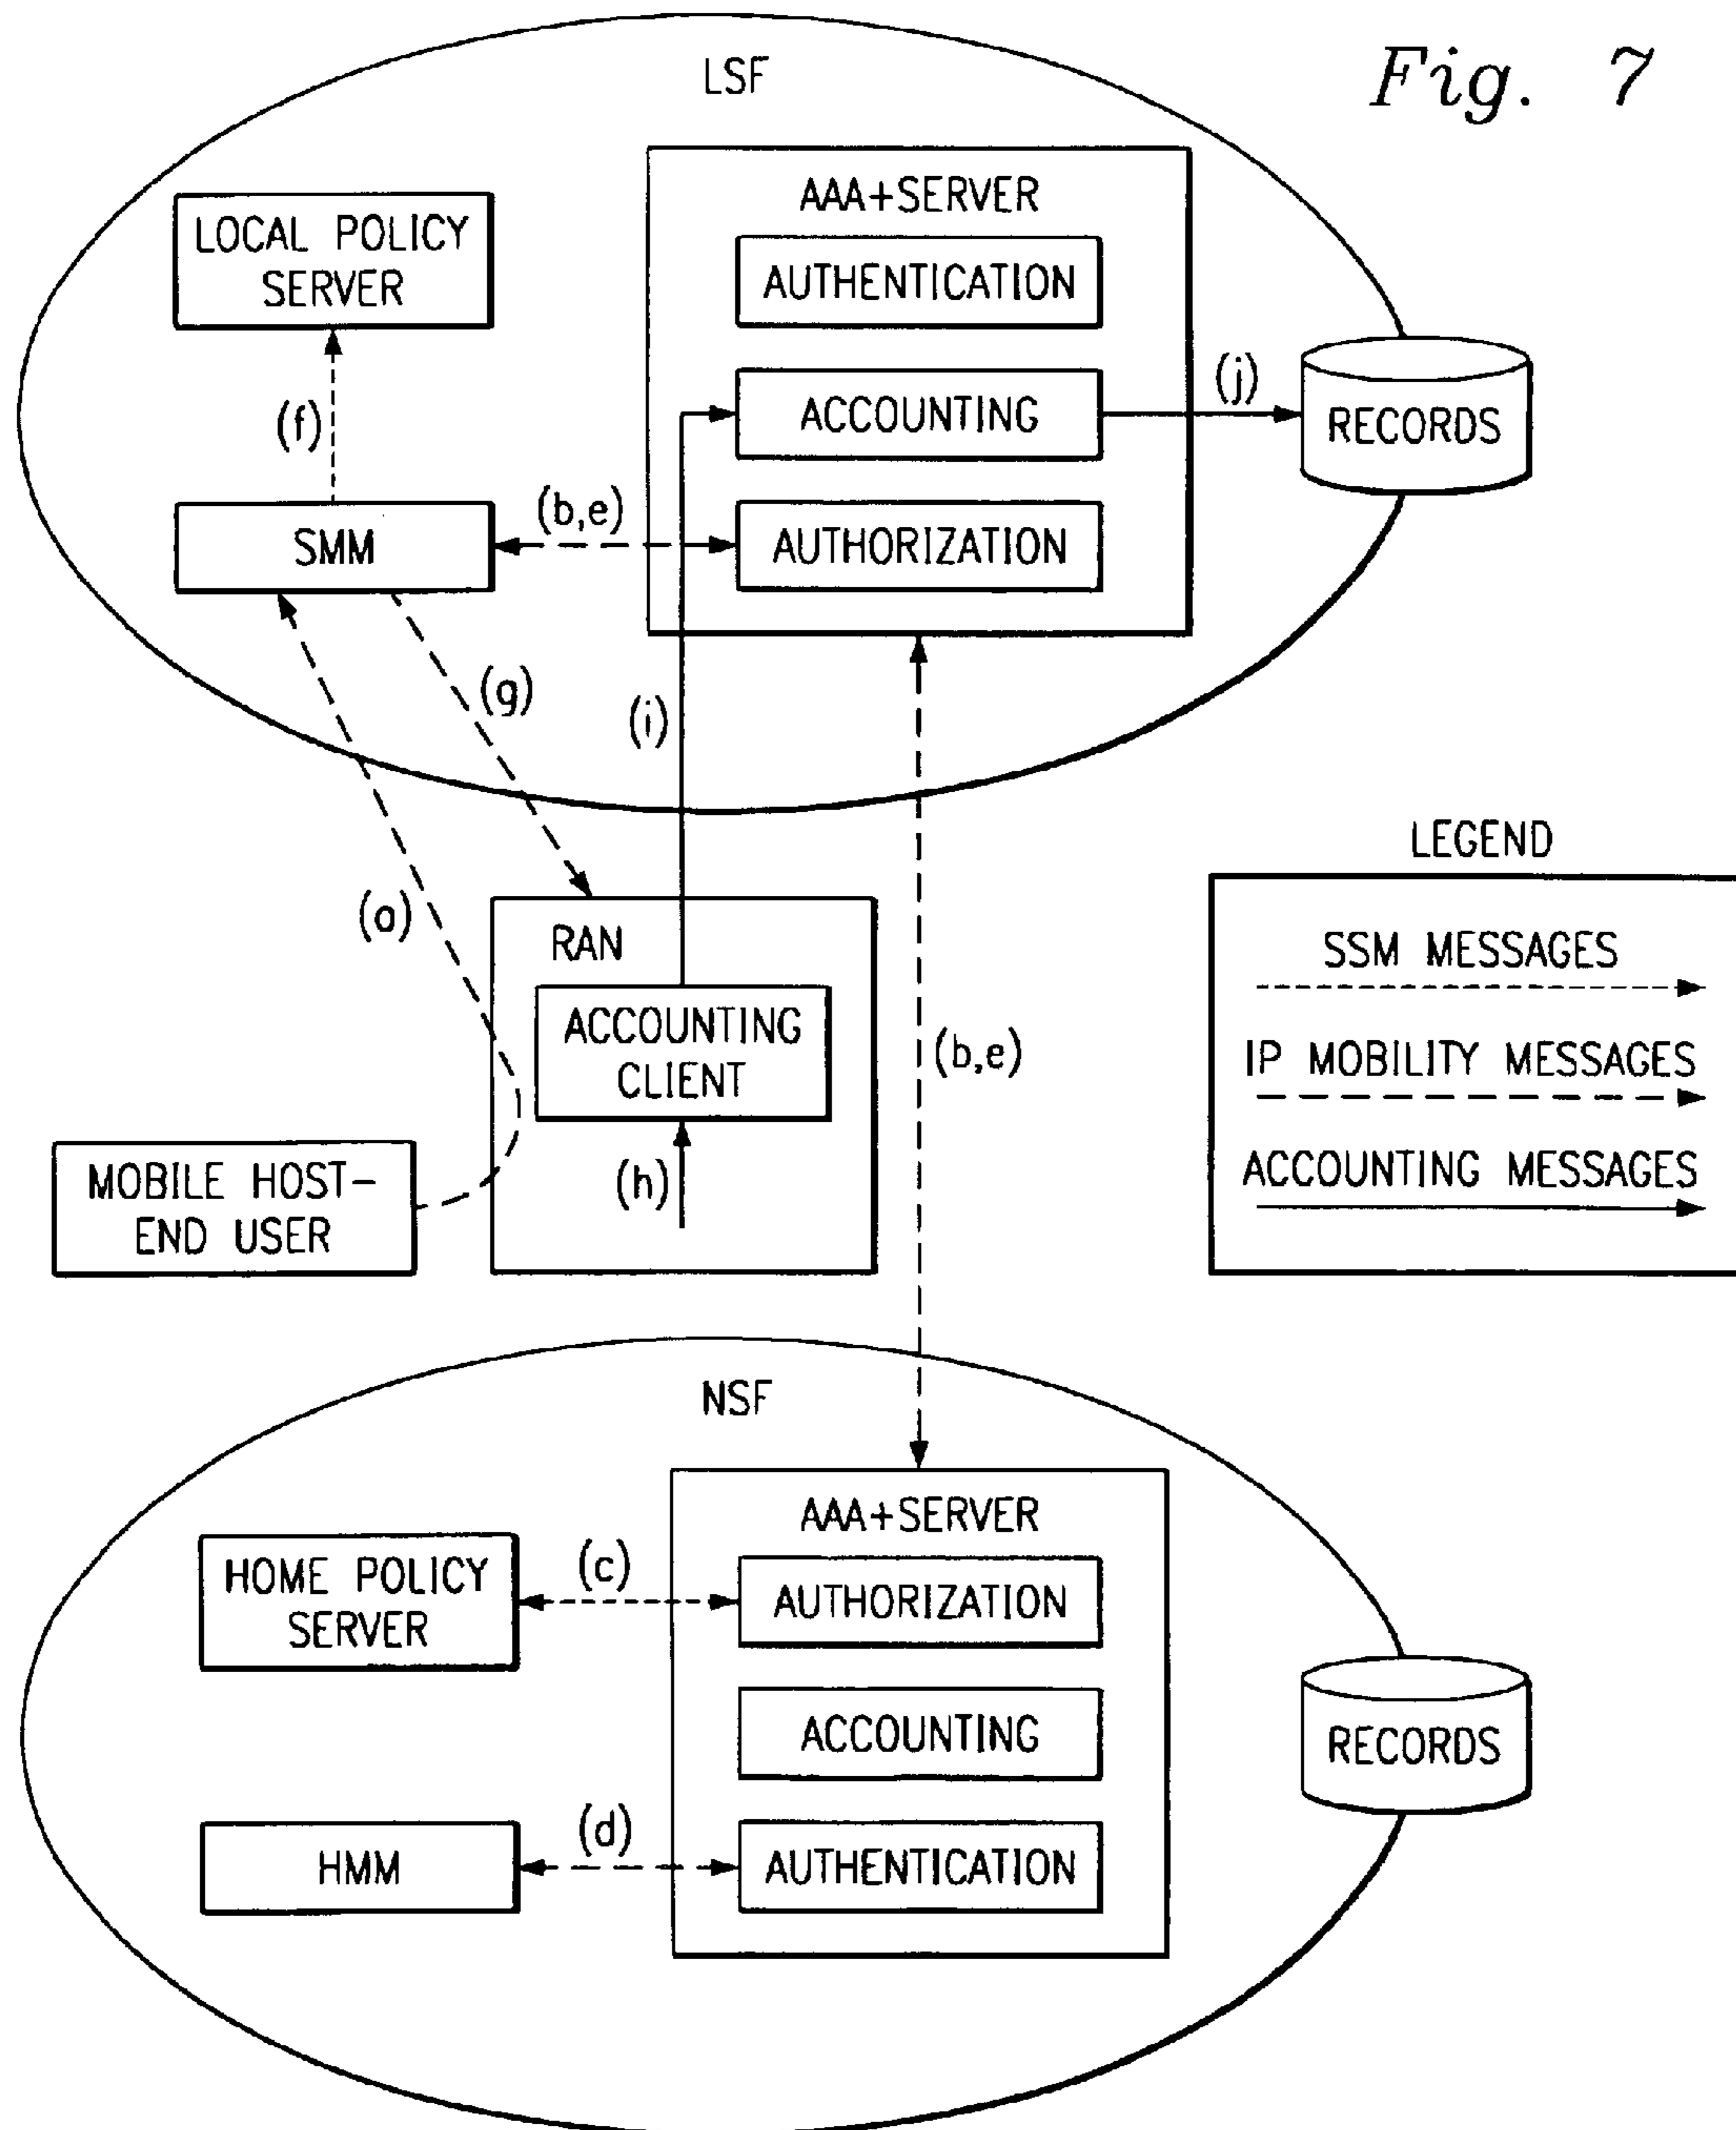 Fig. 7
LSF
LOCAL POLICY
SERVER
AAA+SERVER
AUTHENTICATION
ACCOUNTING
AUTHORIZATION
(j)
RECORDS
(f)
SMM
(b,e)
(g)
(i)
(a)
RAN
ACCOUNTING
CLIENT
(h)
MOBILE HOST-
END USER
(b,e)
LEGEND
SSM MESSAGES
IP MOBILITY MESSAGES
ACCOUNTING MESSAGES
NSF
HOME POLICY
SERVER
(c)
AAA+SERVER
AUTHORIZATION
ACCOUNTING
AUTHENTICATION
RECORDS
HMM
(d)